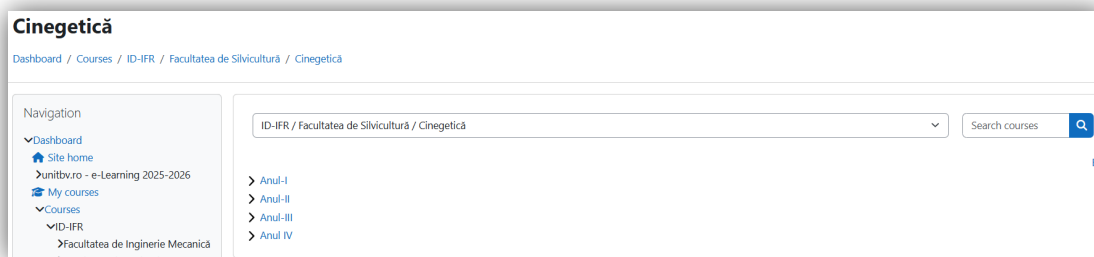 Cinegetică
Dashboard / Courses / ID-IFR / Facultatea de Silvicultură / Cinegetică
Navigation
Dashboard
Site home
unitbv.ro - e-Learning 2025-2026
My courses
Courses
ID-IFR
Facultatea de Inginerie Mecanică
ID-IFR / Facultatea de Silvicultură / Cinegetică
Search courses
Anul-I
Anul-II
Anul-III
Anul IV